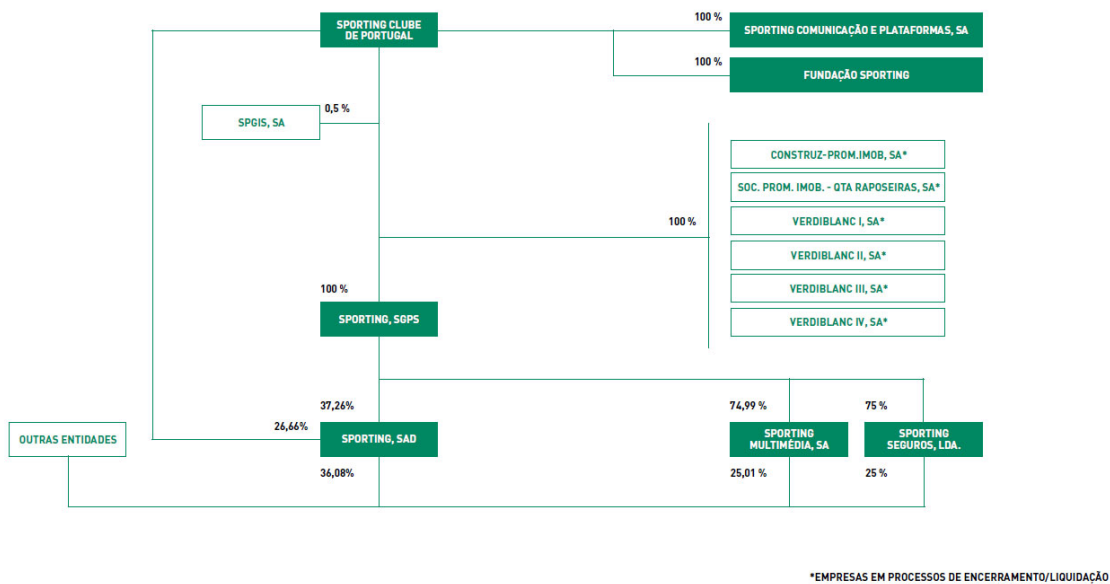 SPORTING CLUBE
DE PORTUGAL
100 %
SPORTING COMUNICAÇÃO E PLATAFORMAS, SA
100 %
FUNDAÇÃO SPORTING
0,5 %
SPGIS, SA
100 %
CONSTRUZ-PROM.IMOB, SA*
SOC. PROM. IMOB. - QTA RAPOSEIRAS, SA*
VERDIBLANC I, SA*
VERDIBLANC II, SA*
VERDIBLANC III, SA*
VERDIBLANC IV, SA*
100 %
SPORTING, SGPS
37,26%
74,99 %
75 %
26,66%
OUTRAS ENTIDADES
SPORTING, SAD
SPORTING
MULTIMÉDIA, SA
SPORTING
SEGUROS, LDA.
36,08%
25,01 %
25 %
*EMPRESAS EM PROCESSOS DE ENCERRAMENTO/LIQUIDAÇÃO